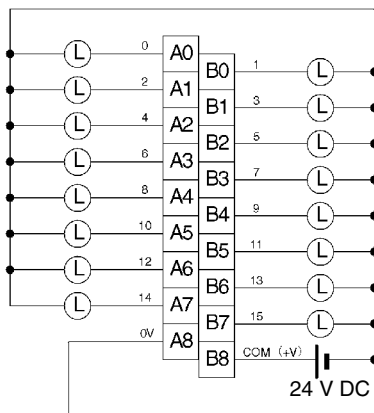 L 0 A0
B0 1 L
L 2 A1
B1 3 L
L 4 A2
B2 5 L
L 6 A3
B3 7 L
L 8 A4
B4 9 L
L 10 A5
B5 11 L
L 12 A6
B6 13 L
L 14 A7
B7 15 L
0V A8
B8 COM (+V)
24 V DC